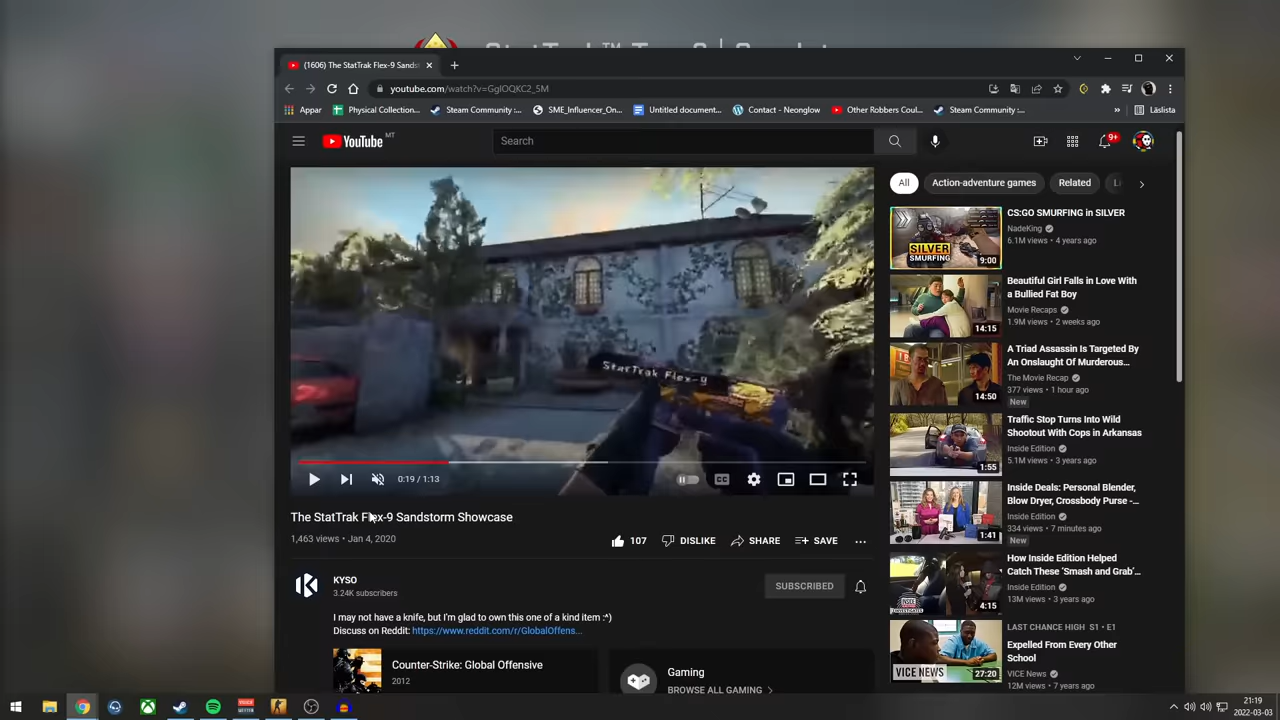 (1606) The StatTrak Flex-9 Sands
youtube.com/watch?v=GglOQKC2_5M
Appar
Physical Collection...
Steam Community :...
SME_Influencer_On...
Untitled document...
Contact - Neonglow
Other Robbers Coul...
Steam Community :...
»
Läslista
YouTube MT
Search
9+
All
Action-adventure games
Related
StatTrak Flex-9
0:19 / 1:13
CC
The StatTrak Flex-9 Sandstorm Showcase
1,463 views • Jan 4, 2020
107
DISLIKE
SHARE
SAVE
KYSO
3.24K subscribers
SUBSCRIBED
I may not have a knife, but I'm glad to own this one of a kind item :^)
Discuss on Reddit: https://www.reddit.com/r/GlobalOffens...
Counter-Strike: Global Offensive
2012
Gaming
BROWSE ALL GAMING
SILVER
SMURFING
9:00
CS:GO SMURFING in SILVER
NadeKing
6.1M views • 4 years ago
14:15
Beautiful Girl Falls in Love With
a Bullied Fat Boy
Movie Recaps
1.9M views • 2 weeks ago
14:50
A Triad Assassin Is Targeted By
An Onslaught Of Murderous...
The Movie Recap
377 views • 1 hour ago
New
1:55
Traffic Stop Turns Into Wild
Shootout With Cops in Arkansas
Inside Edition
5.1M views • 3 years ago
1:41
Inside Deals: Personal Blender,
Blow Dryer, Crossbody Purse -...
Inside Edition
334 views • 7 minutes ago
New
4:15
How Inside Edition Helped
Catch These 'Smash and Grab'...
Inside Edition
13M views • 3 years ago
VICE NEWS
27:20
LAST CHANCE HIGH S1 • E1
Expelled From Every Other
School
VICE News
12M views • 7 years ago
21:19
2022-03-03